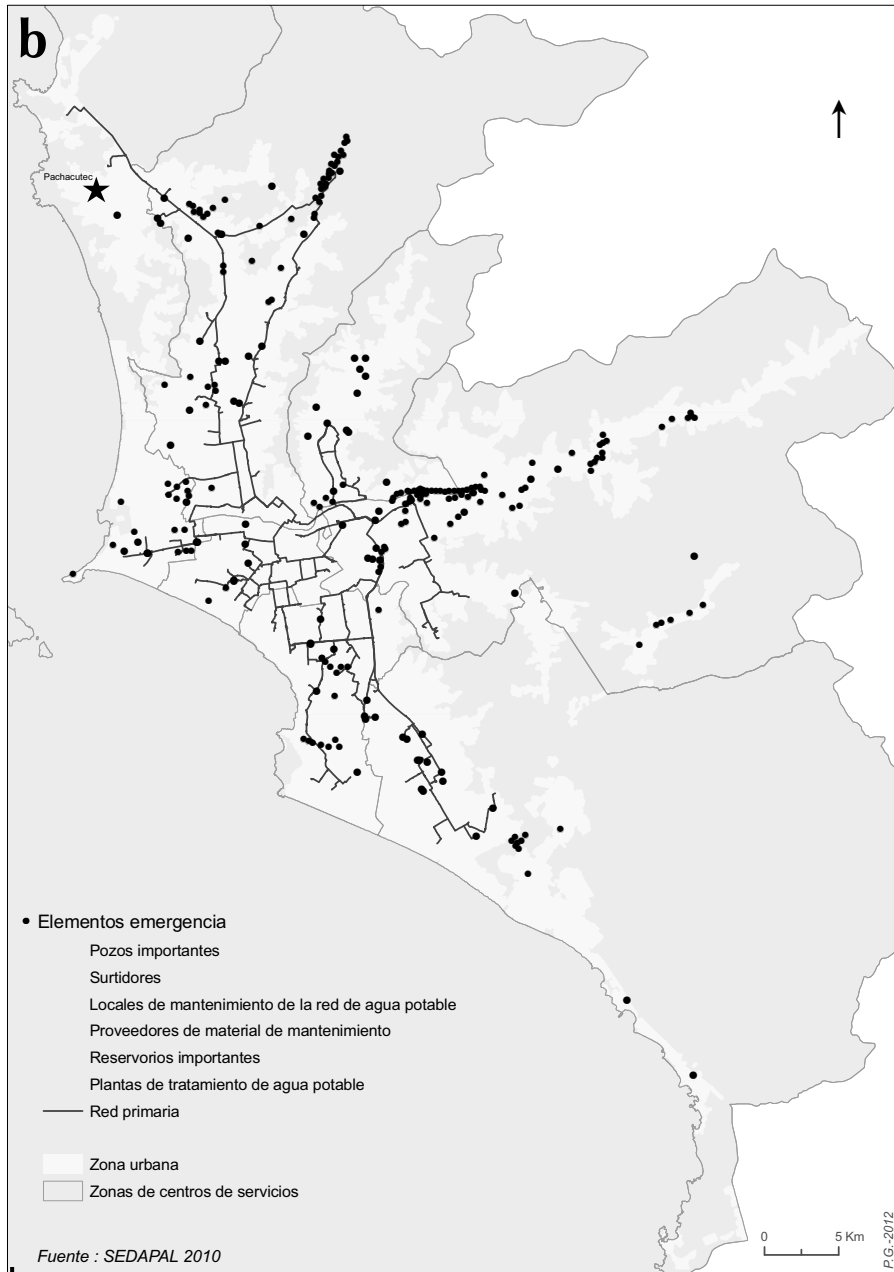 b
Pachacutec
• Elementos emergencia
Pozos importantes
Surtidores
Locales de mantenimiento de la red de agua potable
Proveedores de material de mantenimiento
Reservorios importantes
Plantas de tratamiento de agua potable
Red primaria
Zona urbana
Zonas de centros de servicios
Fuente : SEDAPAL 2010
0 5 Km
P.G.-2012